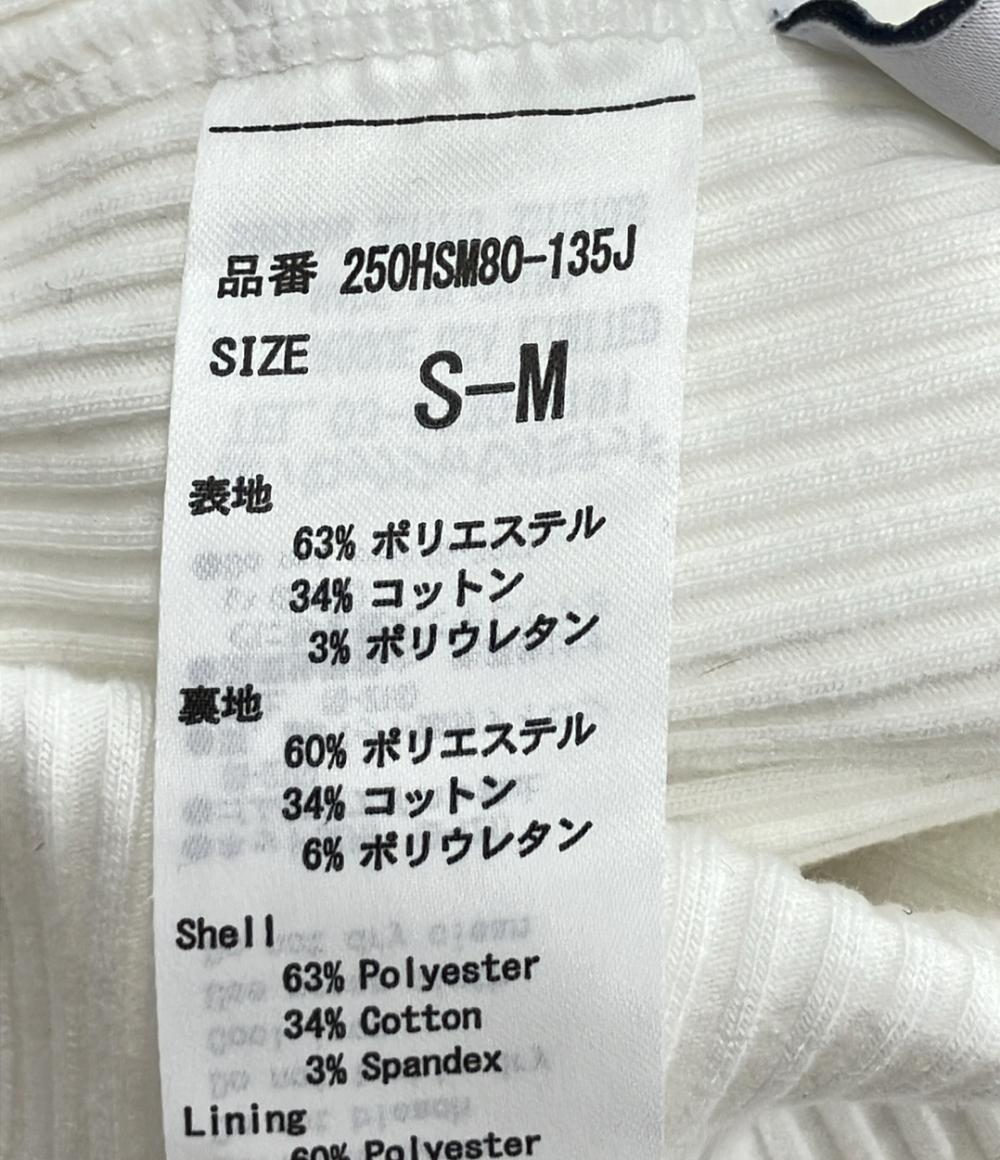 品番 250HSM80-135J
SIZE S-M
表地
63% ポリエステル
34% コットン
3% ポリウレタン
裏地
60% ポリエステル
34% コットン
6% ポリウレタン
Shell
63% Polyester
34% Cotton
3% Spandex
Lining
60% Polyester